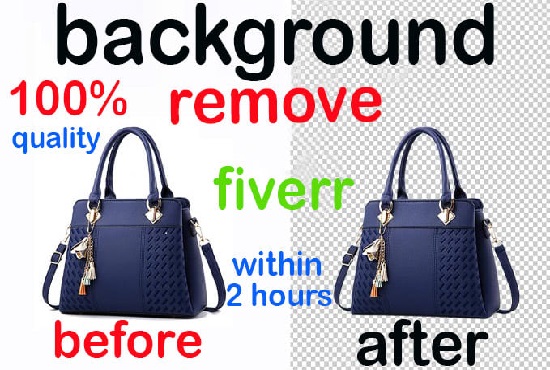 background
100% remove
quality
fiverr
within
2 hours
before
after